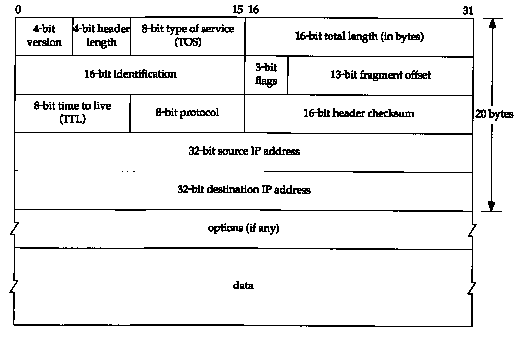 0 15 16 31
4-bit version 4-bit header length 8-bit type of service (TOS) 16-bit total length (in bytes)
16-bit identification 3-bit flags 13-bit fragment offset
8-bit time to live (TTL) 8-bit protocol 16-bit header checksum 20 bytes
32-bit source IP address
32-bit destination IP address
options (if any)
data